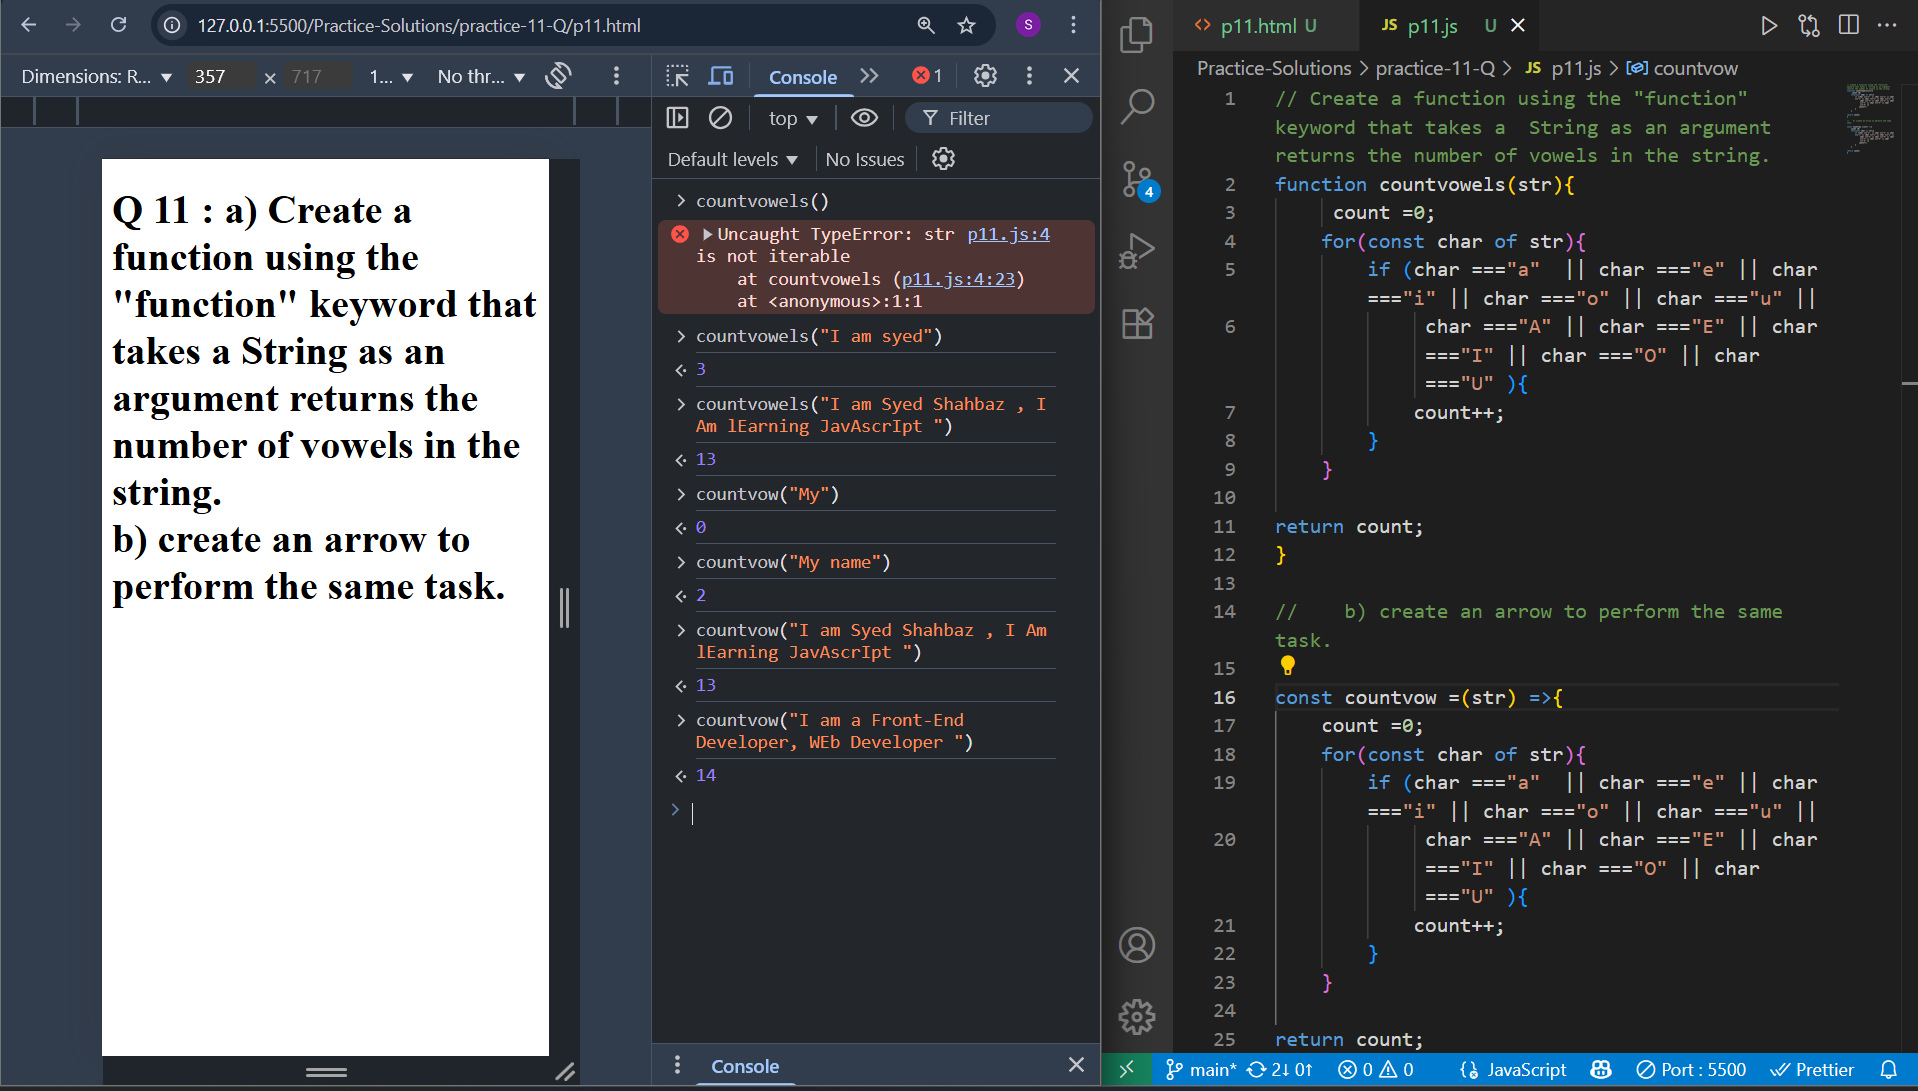 127.0.0.1:5500/Practice-Solutions/practice-11-Q/p11.html
S
Dimensions: R... ▼ 357 × 717 1... ▼ No thr... ▼
Q 11 : a) Create a
function using the
"function" keyword that
takes a String as an
argument returns the
number of vowels in the
string.
b) create an arrow to
perform the same task.
Console 1
top ▼ Filter
Default levels ▼ No Issues
countvowels()
Uncaught TypeError: str p11.js:4
is not iterable
at countvowels (p11.js:4:23)
at <anonymous>:1:1
countvowels("I am syed")
3
countvowels("I am Syed Shahbaz , I
Am lEarning JavAscrIpt ")
13
countvow("My")
0
countvow("My name")
2
countvow("I am Syed Shahbaz , I Am
lEarning JavAscrIpt ")
13
countvow("I am a Front-End
Developer, WEb Developer ")
14
Console
4
p11.html U JS p11.js U
Practice-Solutions > practice-11-Q > JS p11.js > countvow
1 // Create a function using the "function"
keyword that takes a  String as an argument
returns the number of vowels in the string.
2 function countvowels(str){
3 count =0;
4 for(const char of str){
5 if (char ==="a"  || char ==="e" || char
==="i" || char ==="o" || char ==="u" ||
6 char ==="A" || char ==="E" || char
==="I" || char ==="O" || char
==="U" ){
7 count++;
8 }
9 }
10
11 return count;
12 }
13
14 //    b) create an arrow to perform the same
task.
15
16 const countvow =(str) =>{
17 count =0;
18 for(const char of str){
19 if (char ==="a"  || char ==="e" || char
==="i" || char ==="o" || char ==="u" ||
20 char ==="A" || char ==="E" || char
==="I" || char ==="O" || char
==="U" ){
21 count++;
22 }
23 }
24
25 return count;
main* 2↓ 0↑ 0 0 JavaScript Port : 5500 Prettier